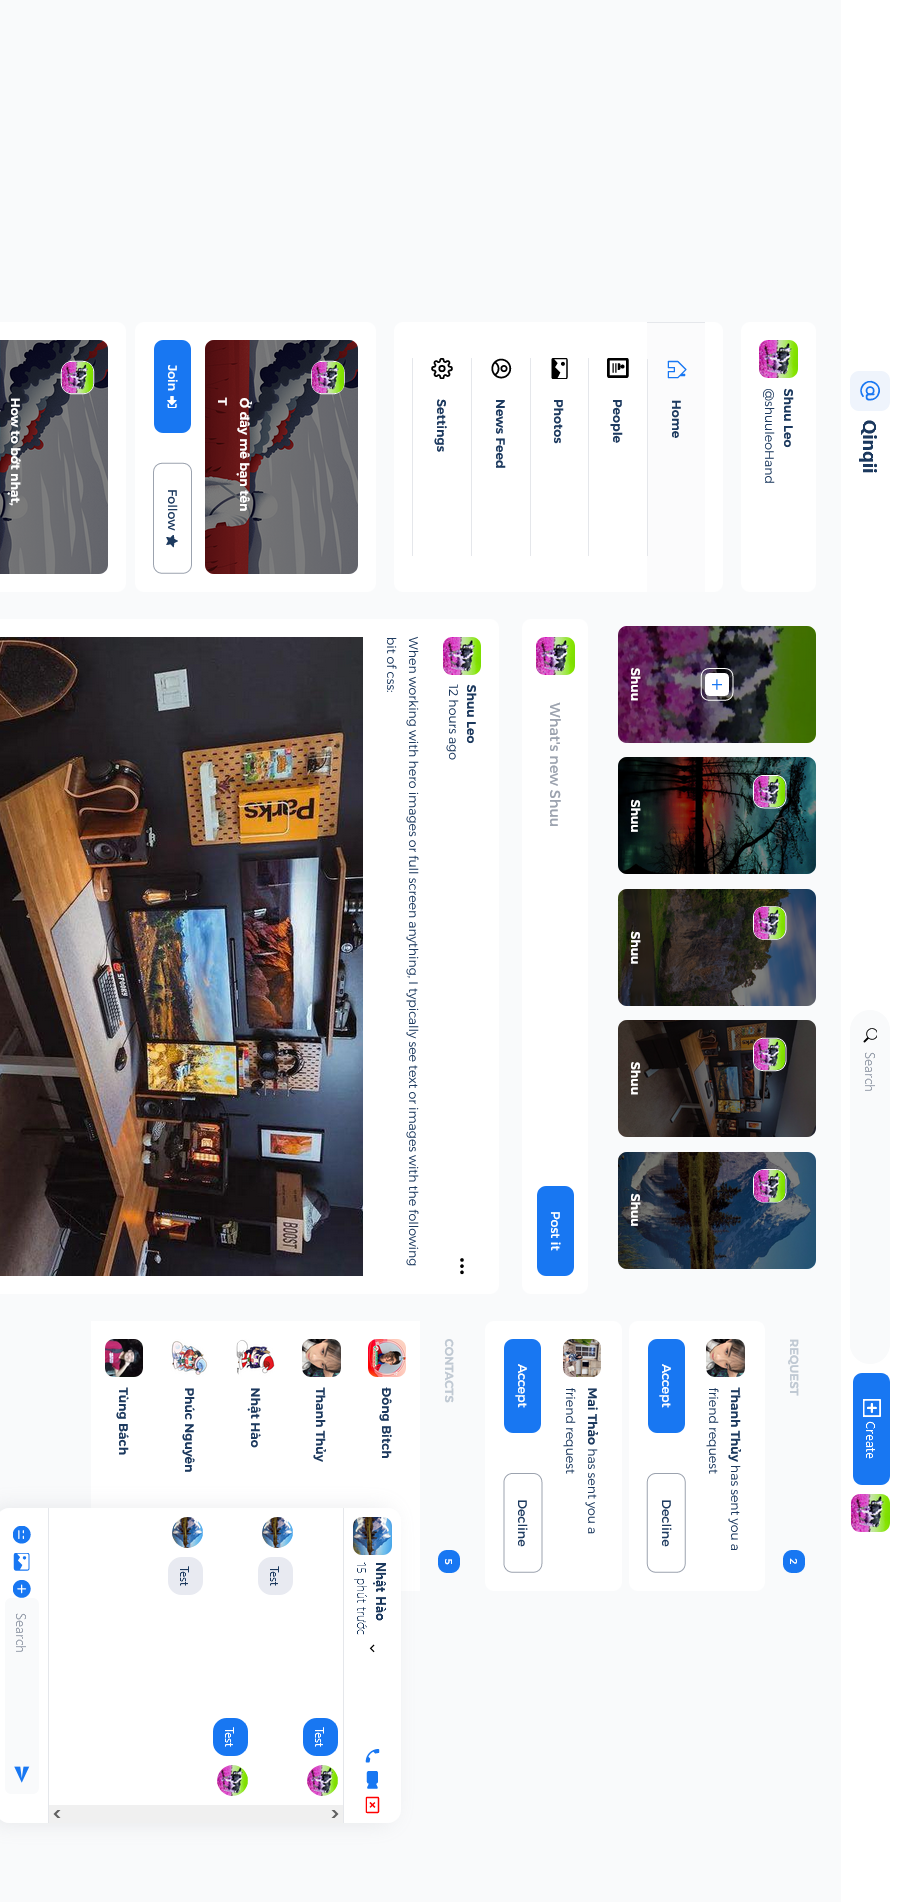 Qinqii
Search
Create
Shuu Leo
@shuuleoHand
Home
People
Photos
News Feed
Settings
Ở đây mê bạn tên
T
Join
Follow
How to bớt nhạt,
Shuu
Shuu
Shuu
Shuu
Shuu
What's new Shuu
Post it
Shuu Leo
12 hours ago
When working with hero images or full screen anything, I typically see text or images with the following
bit of css:
Parks
SPOOKY
BOOST
REQUEST
2
Thanh Thủy has sent you a
friend request
Accept
Decline
Mai Thảo has sent you a
friend request
Accept
Decline
CONTACTS
5
Đông Bitch
Thanh Thủy
Nhật Hào
Phúc Nguyên
Tùng Bách
Nhật Hào
15 phút trước
Test
Test
Test
Test
Search